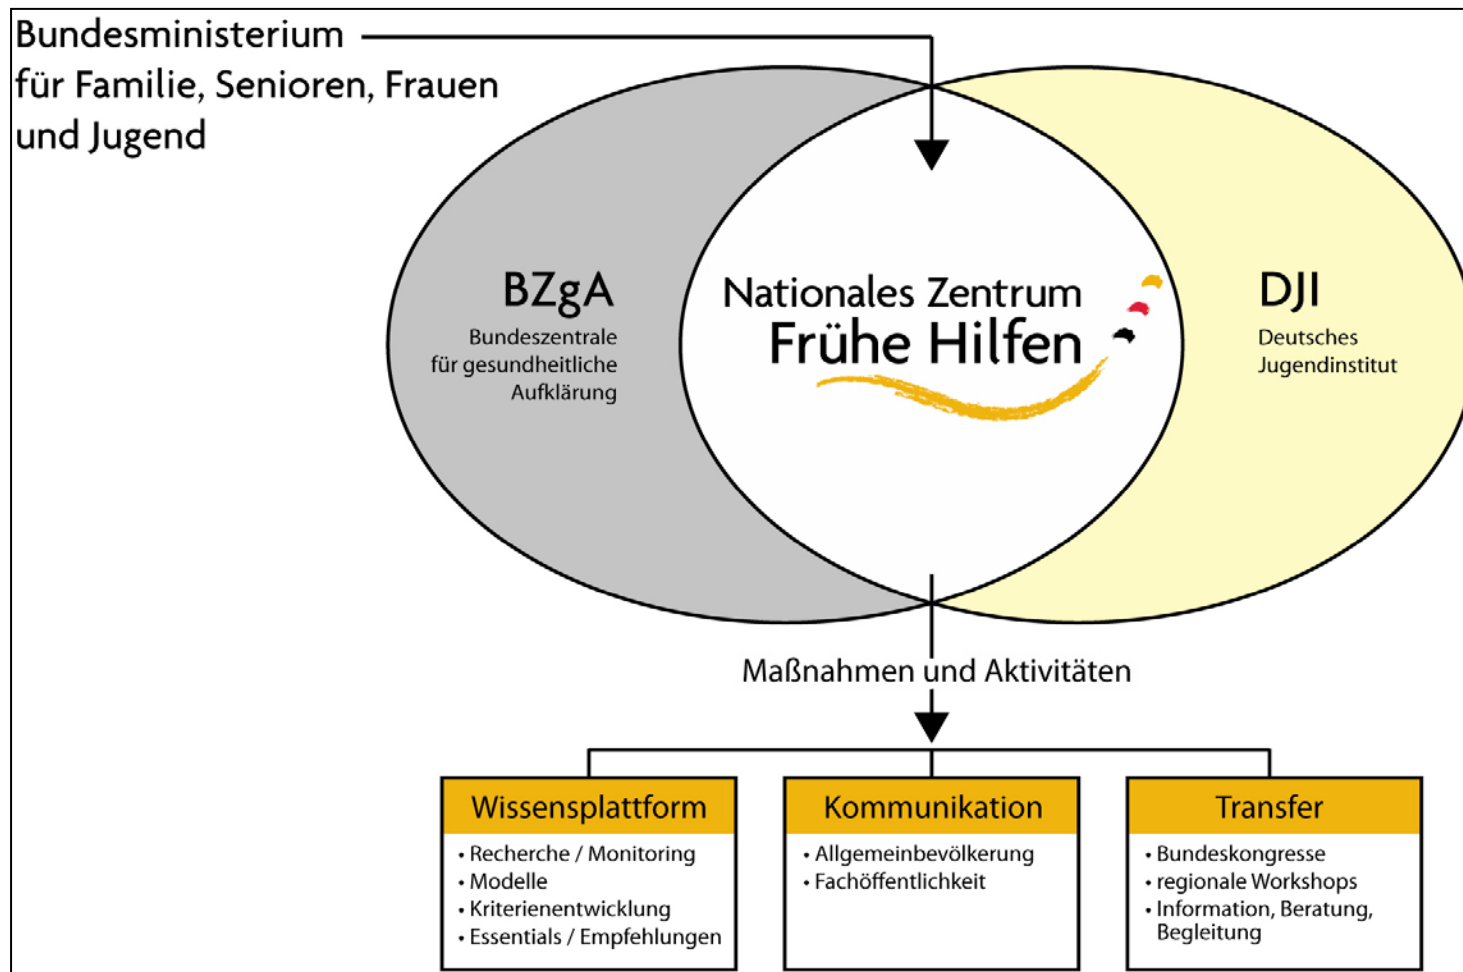 Bundesministerium
für Familie, Senioren, Frauen
und Jugend
BZgA
Bundeszentrale
für gesundheitliche
Aufklärung
Nationales Zentrum
Frühe Hilfen
DJI
Deutsches
Jugendinstitut
Maßnahmen und Aktivitäten
Wissensplattform
• Recherche / Monitoring
• Modelle
• Kriterienentwicklung
• Essentials / Empfehlungen
Kommunikation
• Allgemeinbevölkerung
• Fachöffentlichkeit
Transfer
• Bundeskongresse
• regionale Workshops
• Information, Beratung,
Begleitung